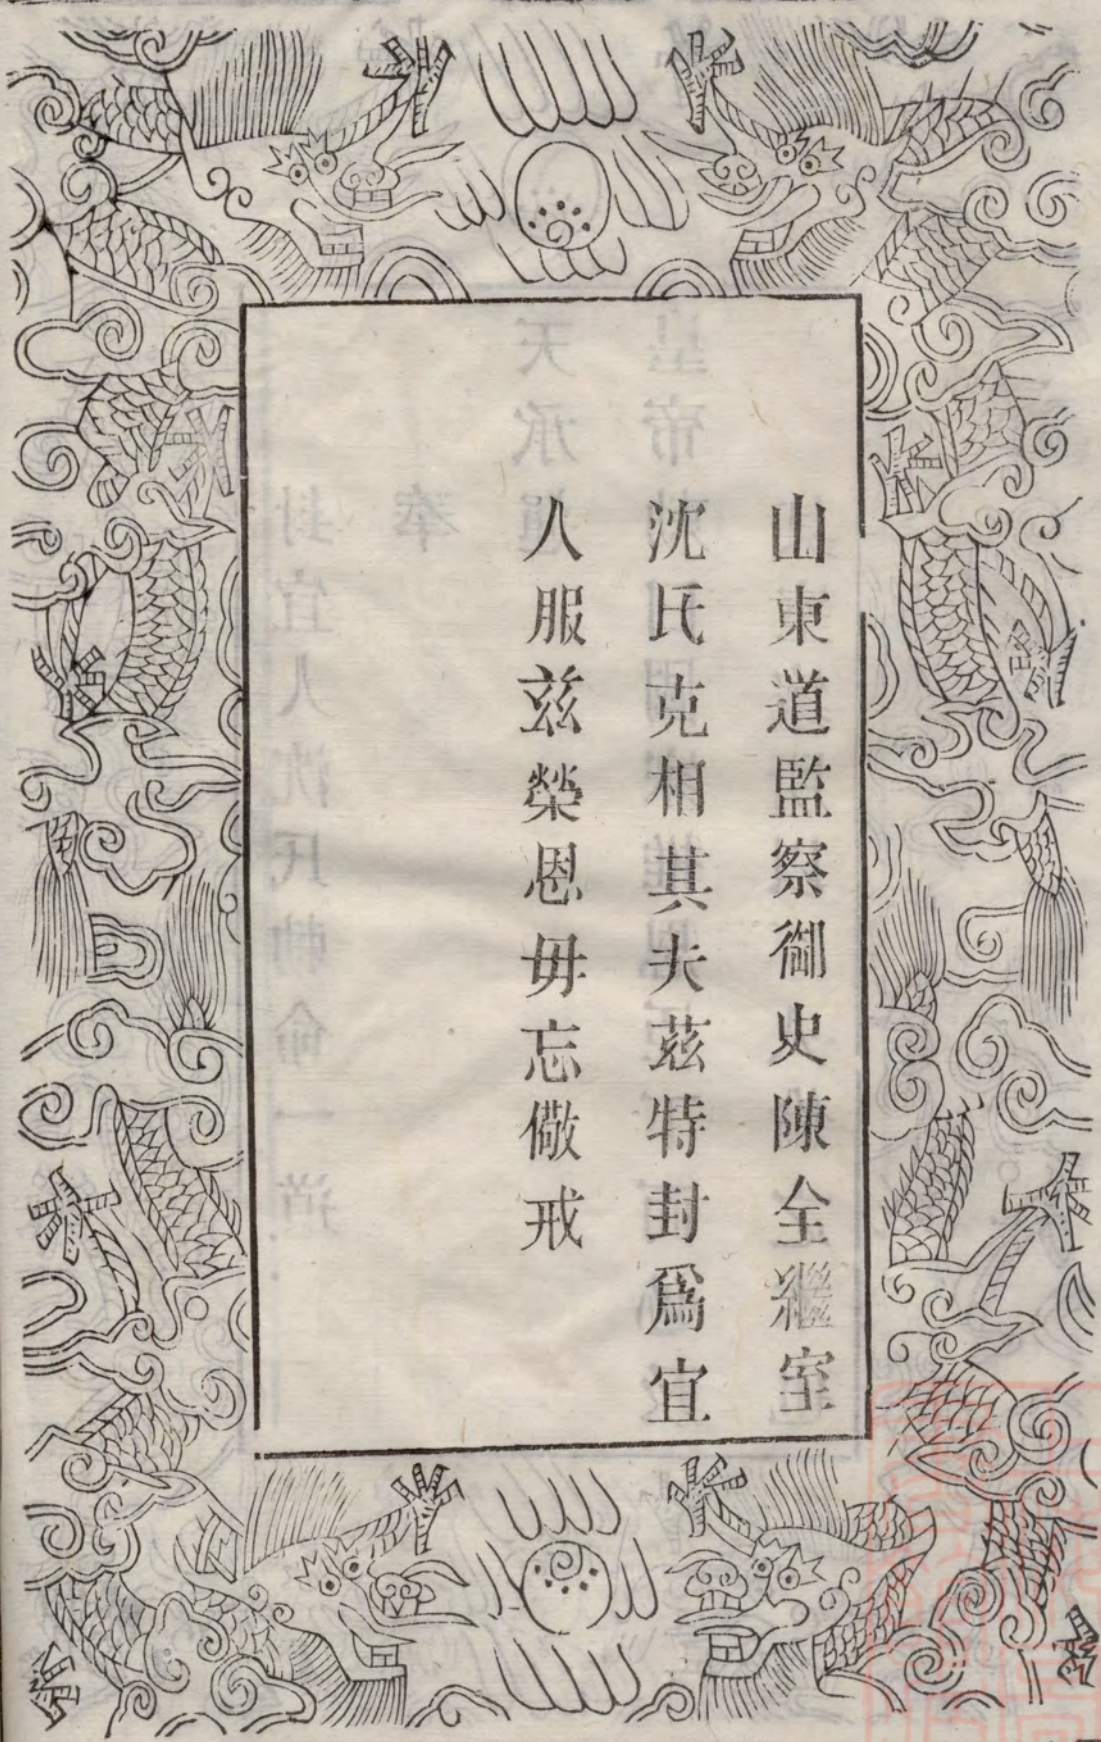 山東道監察御史陳全繼室
沈氏克相其夫茲特封爲宜
人服茲榮恩毋忘儆戒